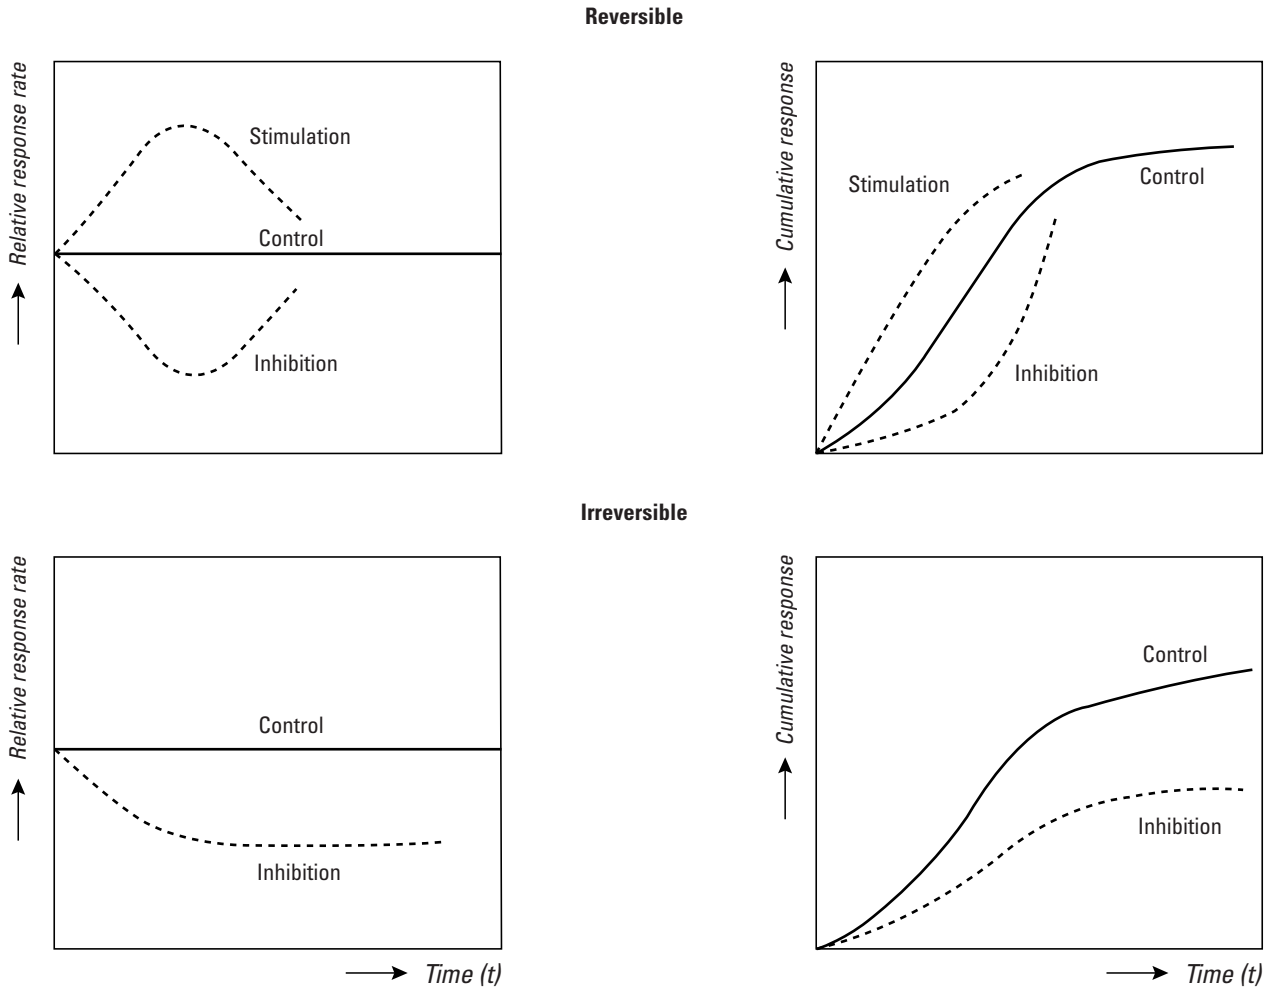 Reversible
Relative response rate
Stimulation
Control
Inhibition
Cumulative response
Stimulation
Control
Inhibition
Irreversible
Relative response rate
Control
Inhibition
Time (t)
Cumulative response
Control
Inhibition
Time (t)